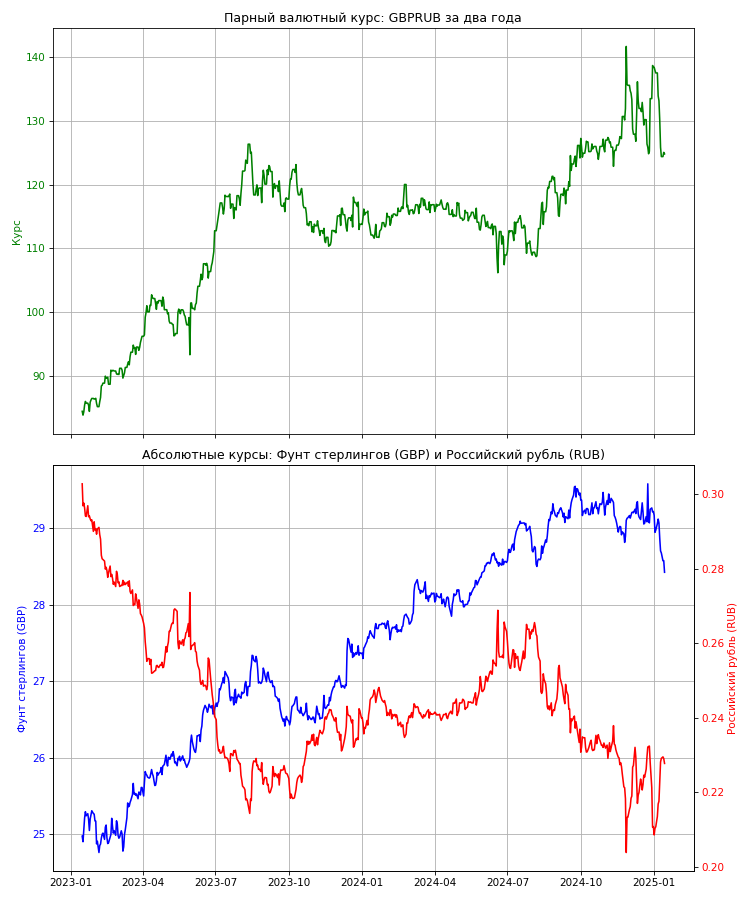 Парный валютный курс: GBPRUB за два года
140
130
120
110
100
90
Курс
Абсолютные курсы: Фунт стерлингов (GBP) и Российский рубль (RUB)
29
28
27
26
25
Фунт стерлингов (GBP)
0.30
0.28
0.26
0.24
0.22
0.20
Российский рубль (RUB)
2023-01 2023-04 2023-07 2023-10 2024-01 2024-04 2024-07 2024-10 2025-01